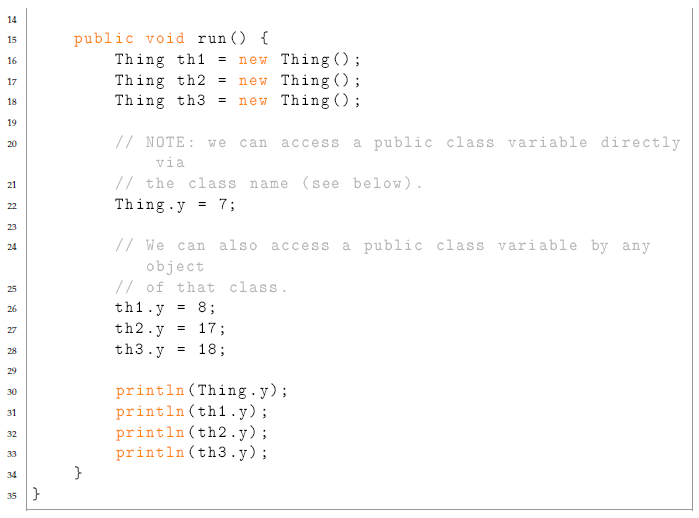 14
15 public void run() {
16 Thing th1 = new Thing();
17 Thing th2 = new Thing();
18 Thing th3 = new Thing();
19
20 // NOTE: we can access a public class variable directly
via
21 // the class name (see below).
22 Thing.y = 7;
23
24 // We can also access a public class variable by any
object
25 // of that class.
26 th1.y = 8;
27 th2.y = 17;
28 th3.y = 18;
29
30 println(Thing.y);
31 println(th1.y);
32 println(th2.y);
33 println(th3.y);
34 }
35 }